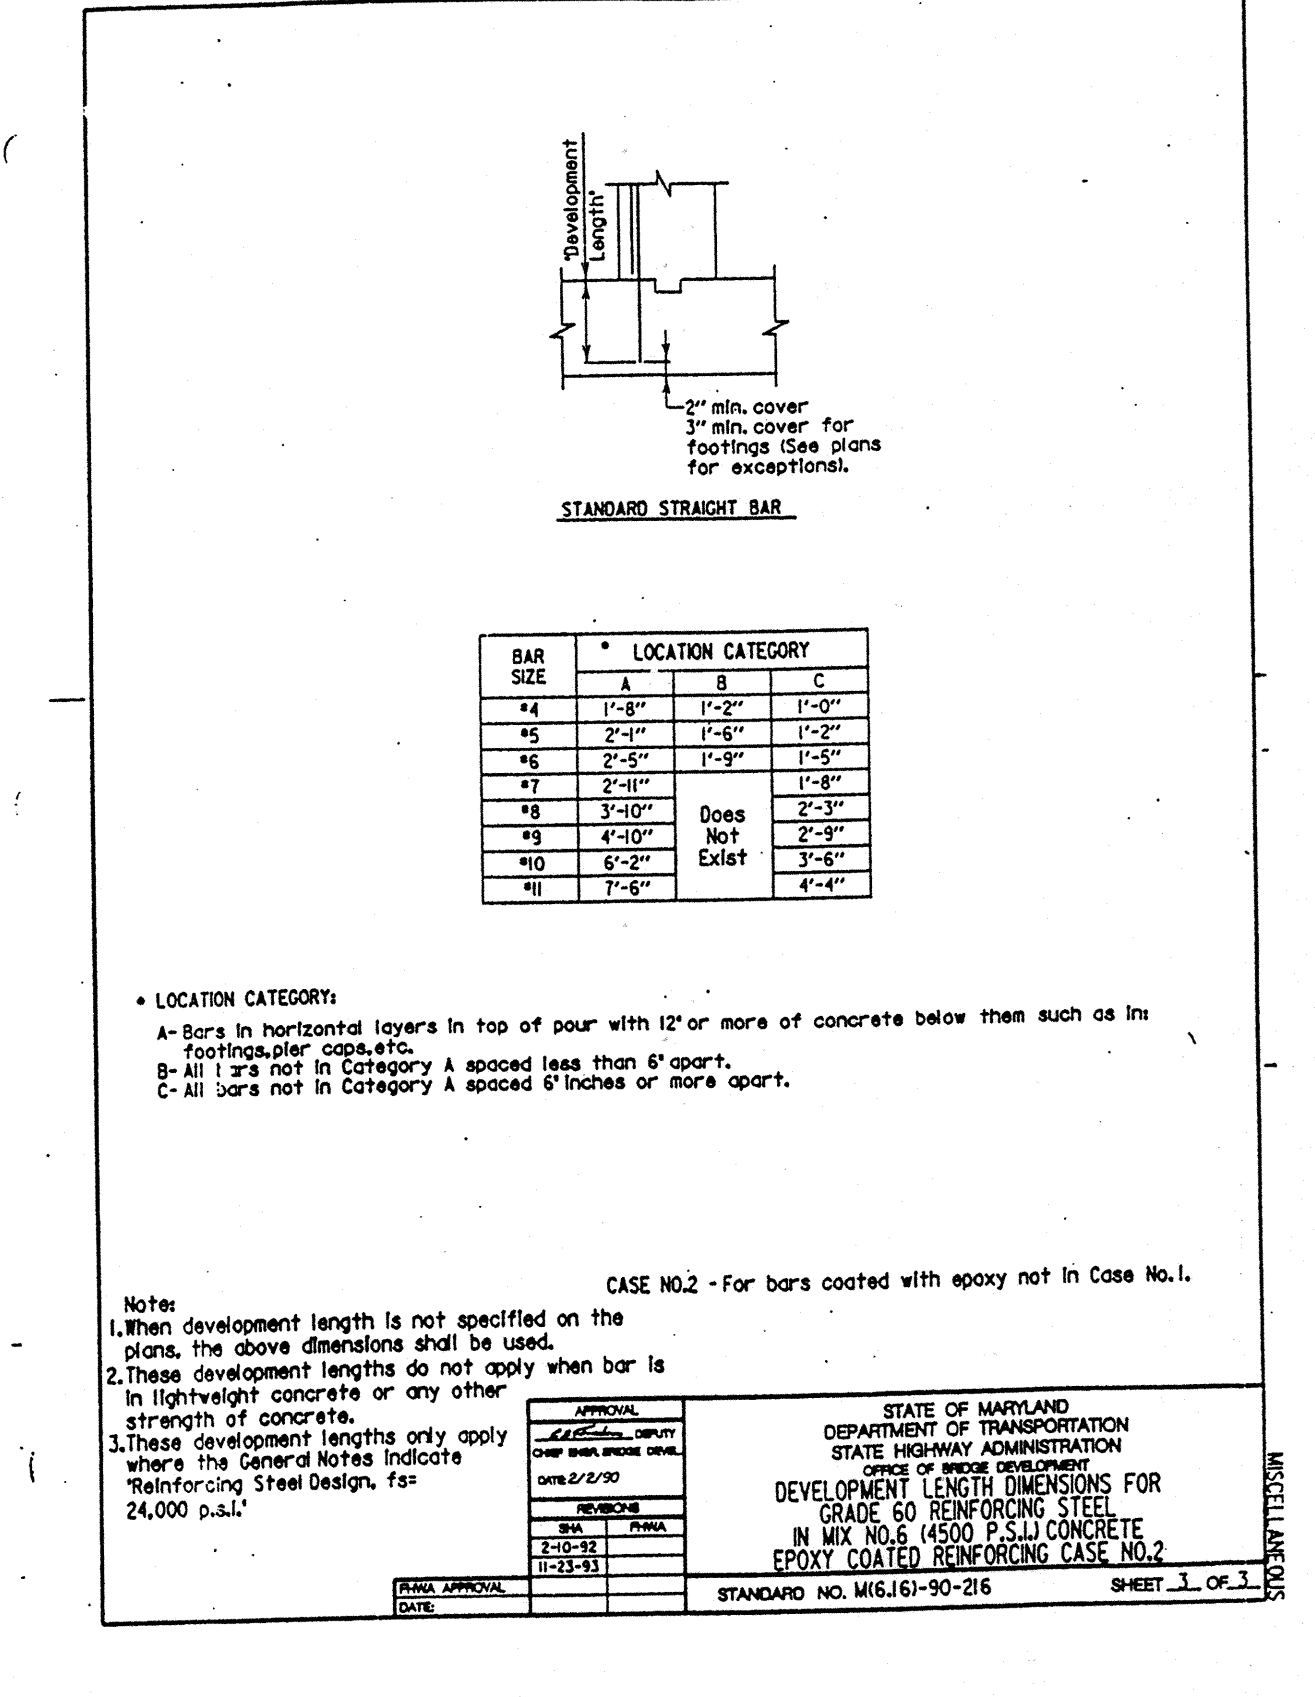 "Development
Length"
2" min. cover
3" min. cover for
footings (See plans
for exceptions).
STANDARD STRAIGHT BAR
BAR SIZE * LOCATION CATEGORY
A B C
#4 1'-8" 1'-2" 1'-0"
#5 2'-1" 1'-6" 1'-2"
#6 2'-5" 1'-9" 1'-5"
#7 2'-11" 1'-8"
#8 3'-10" Does 2'-3"
#9 4'-10" Not 2'-9"
#10 6'-2" Exist 3'-6"
#11 7'-6" 4'-4"
* LOCATION CATEGORY:
A- Bars in horizontal layers in top of pour with 12" or more of concrete below them such as in:
footings, pier caps, etc.
B- All bars not in Category A spaced less than 6" apart.
C- All bars not in Category A spaced 6" inches or more apart.
CASE NO.2 - For bars coated with epoxy not in Case No.1.
Note:
1. When development length is not specified on the
plans, the above dimensions shall be used.
2. These development lengths do not apply when bar is
in lightweight concrete or any other
strength of concrete.
3. These development lengths only apply
where the General Notes indicate
"Reinforcing Steel Design, fs=
24,000 p.s.i."
APPROVAL
DEPUTY
CHIEF ENGR. BRIDGE DEVEL.
DATE: 2/2/90
REVISIONS
SHA FHWA
2-10-92
11-23-93
FHWA APPROVAL
DATE:
STATE OF MARYLAND
DEPARTMENT OF TRANSPORTATION
STATE HIGHWAY ADMINISTRATION
OFFICE OF BRIDGE DEVELOPMENT
DEVELOPMENT LENGTH DIMENSIONS FOR
GRADE 60 REINFORCING STEEL
IN MIX NO.6 (4500 P.S.I.) CONCRETE
EPOXY COATED REINFORCING CASE NO.2
STANDARD NO. M(6.16)-90-216 SHEET 3 OF 3
MISCELLANEOUS